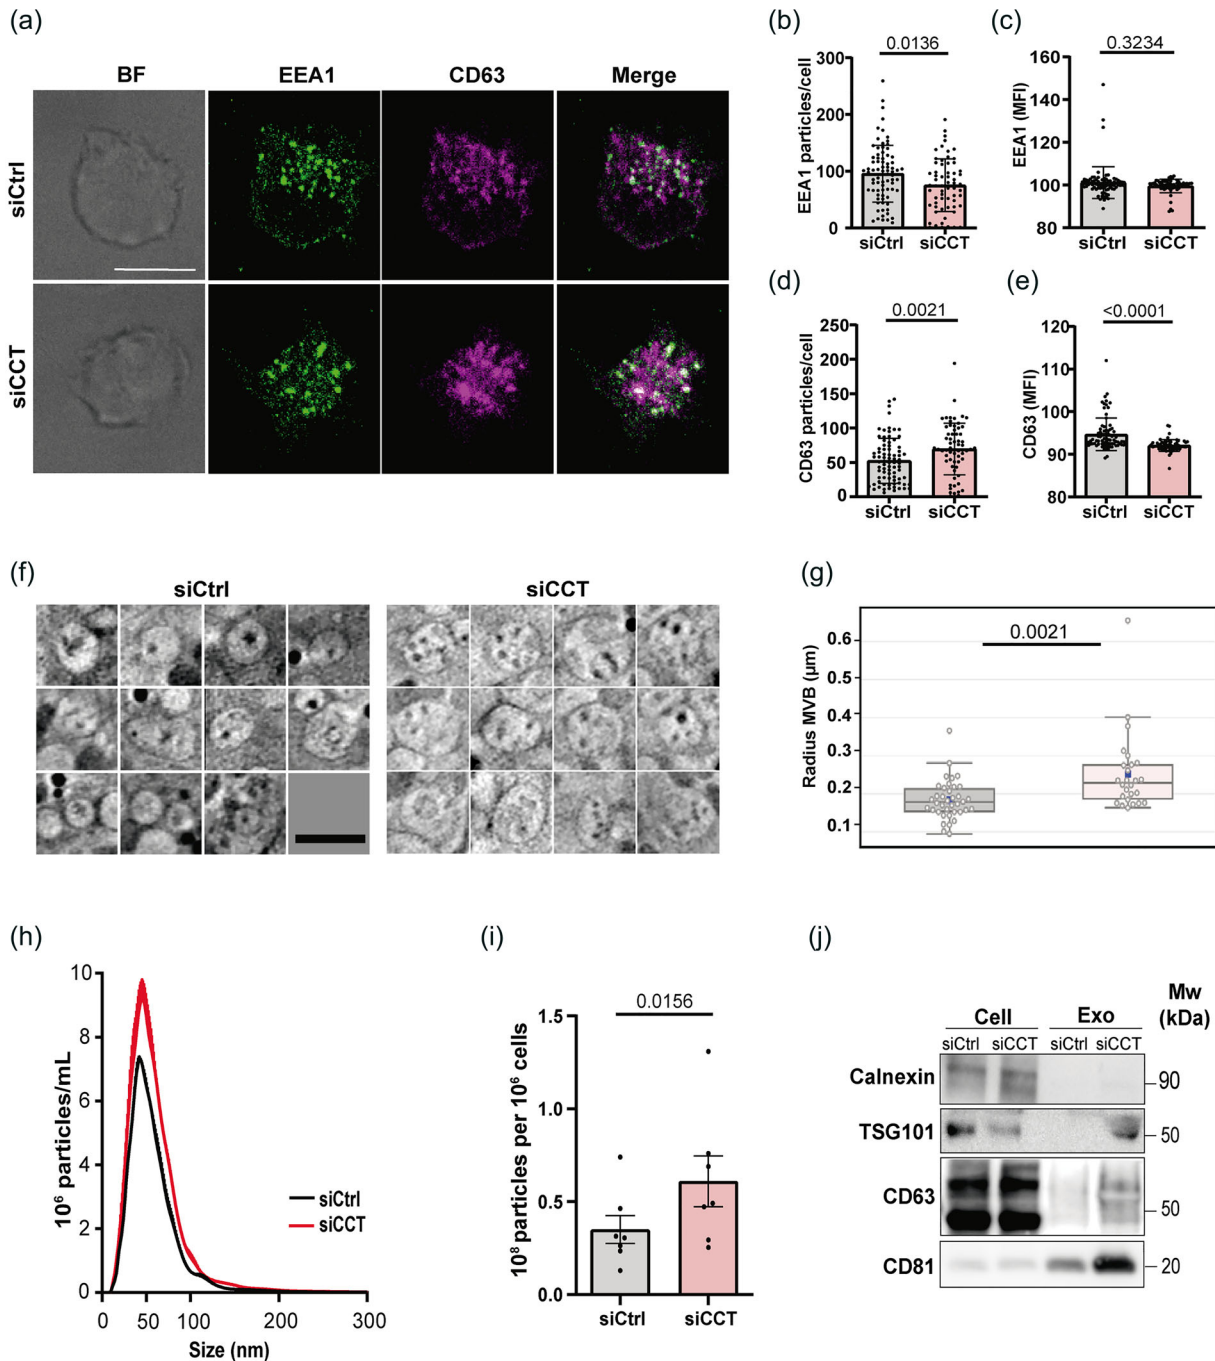 (a)
BF EEA1 CD63 Merge
siCtrl
siCCT
(b)
0.0136
EEA1 particles/cell
300
200
100
0
siCtrl siCCT
(c)
0.3234
EEA1 (MFI)
160
140
120
100
80
siCtrl siCCT
(d)
0.0021
CD63 particles/cell
250
200
150
100
50
0
siCtrl siCCT
(e)
<0.0001
CD63 (MFI)
120
110
100
90
80
siCtrl siCCT
(f)
siCtrl siCCT
(g)
0.0021
Radius MVB (µm)
0.6
0.5
0.4
0.3
0.2
0.1
(h)
10⁶ particles/mL
10
8
6
4
2
0
0 50 100 200 300
Size (nm)
siCtrl
siCCT
(i)
0.0156
10⁸ particles per 10⁶ cells
1.5
1.0
0.5
0.0
siCtrl siCCT
(j)
Mw
(kDa)
Cell Exo
siCtrl siCCT siCtrl siCCT
Calnexin 90
TSG101 50
CD63 50
CD81 20